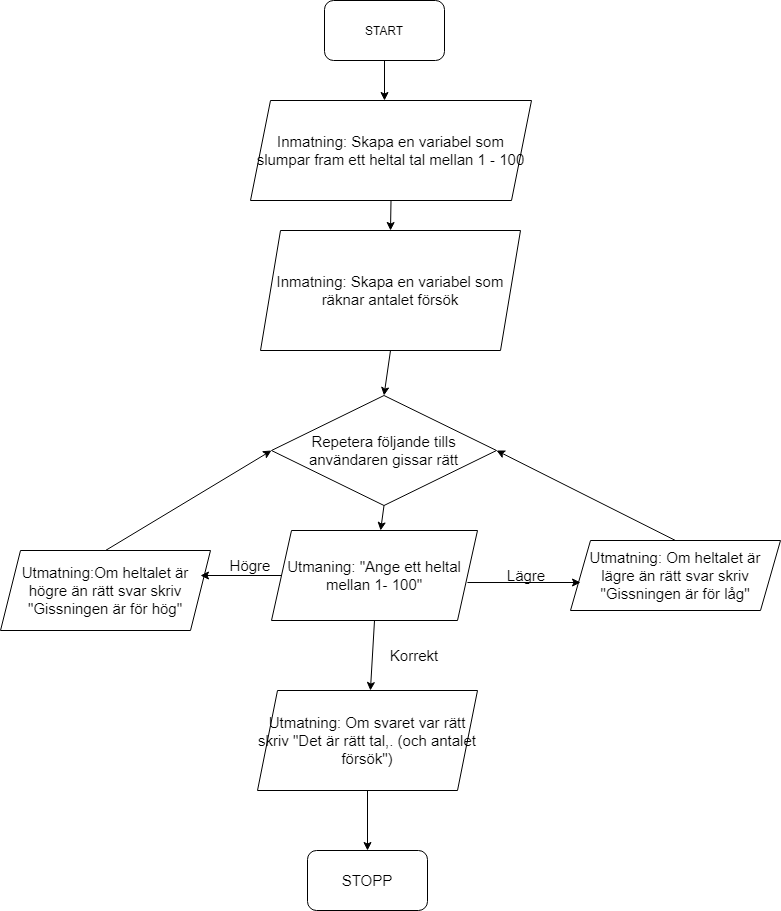 START
Inmatning: Skapa en variabel som
slumpar fram ett heltal tal mellan 1 - 100
Inmatning: Skapa en variabel som
räknar antalet försök
Repetera följande tills
användaren gissar rätt
Utmatning:Om heltalet är
högre än rätt svar skriv
"Gissningen är för hög"
Högre
Utmaning: "Ange ett heltal
mellan 1- 100"
Lägre
Utmatning: Om heltalet är
lägre än rätt svar skriv
"Gissningen är för låg"
Korrekt
Utmatning: Om svaret var rätt
skriv "Det är rätt tal,. (och antalet
försök")
STOPP